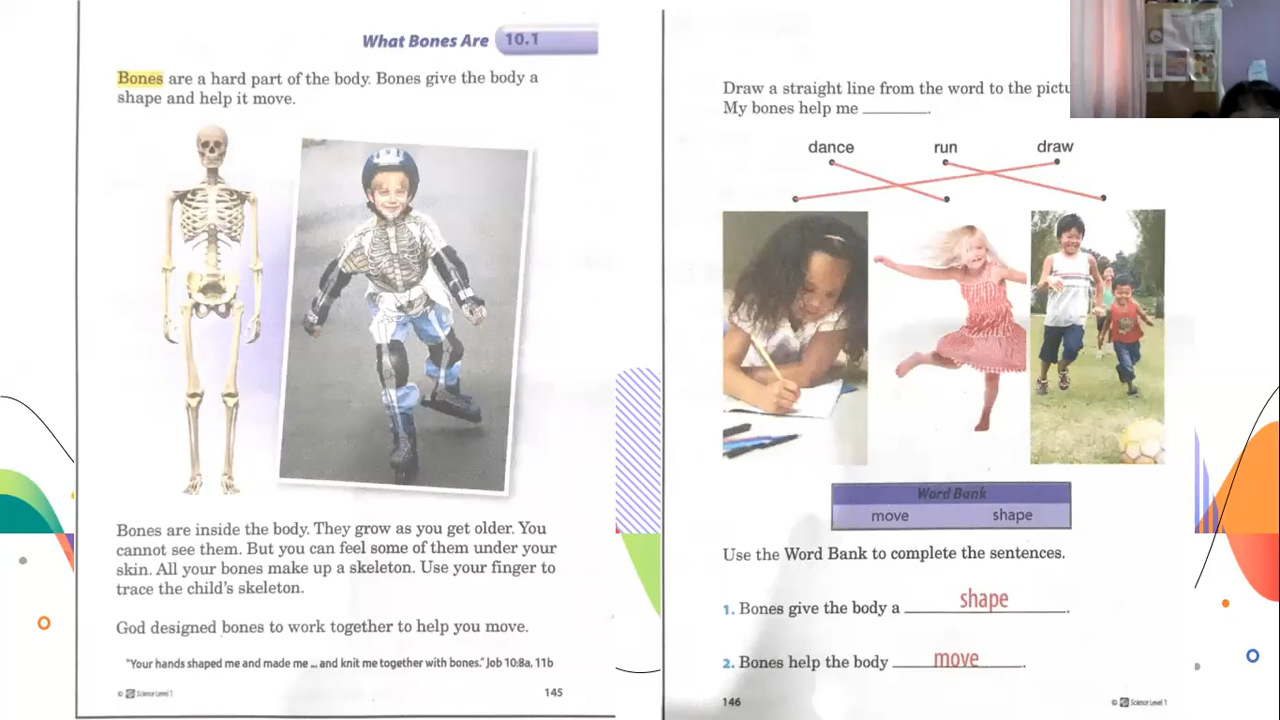 What Bones Are 10.1
Bones are a hard part of the body. Bones give the body a
shape and help it move.
Bones are inside the body. They grow as you get older. You
cannot see them. But you can feel some of them under your
skin. All your bones make up a skeleton. Use your finger to
trace the child's skeleton.
God designed bones to work together to help you move.
"Your hands shaped me and made me ... and knit me together with bones." Job 10:8a, 11b
© Science Level 1
145
Draw a straight line from the word to the pictu
My bones help me ________.
dance run draw
Word Bank
move shape
Use the Word Bank to complete the sentences.
1. Bones give the body a shape.
2. Bones help the body move.
146
© Science Level 1